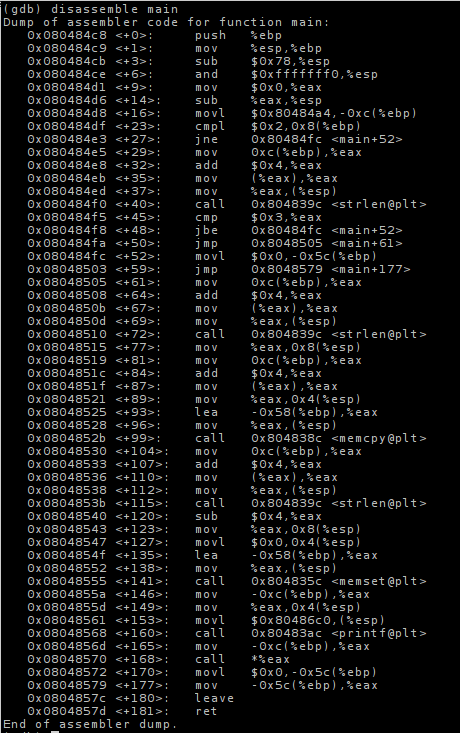 (gdb) disassemble main
Dump of assembler code for function main:
0x080484c8 <+0>: push %ebp
0x080484c9 <+1>: mov %esp,%ebp
0x080484cb <+3>: sub $0x78,%esp
0x080484ce <+6>: and $0xfffffff0,%esp
0x080484d1 <+9>: mov $0x0,%eax
0x080484d6 <+14>: sub %eax,%esp
0x080484d8 <+16>: movl $0x80484a4,-0xc(%ebp)
0x080484df <+23>: cmpl $0x2,0x8(%ebp)
0x080484e3 <+27>: jne 0x80484fc <main+52>
0x080484e5 <+29>: mov 0xc(%ebp),%eax
0x080484e8 <+32>: add $0x4,%eax
0x080484eb <+35>: mov (%eax),%eax
0x080484ed <+37>: mov %eax,(%esp)
0x080484f0 <+40>: call 0x804839c <strlen@plt>
0x080484f5 <+45>: cmp $0x3,%eax
0x080484f8 <+48>: jbe 0x80484fc <main+52>
0x080484fa <+50>: jmp 0x8048505 <main+61>
0x080484fc <+52>: movl $0x0,-0x5c(%ebp)
0x08048503 <+59>: jmp 0x8048579 <main+177>
0x08048505 <+61>: mov 0xc(%ebp),%eax
0x08048508 <+64>: add $0x4,%eax
0x0804850b <+67>: mov (%eax),%eax
0x0804850d <+69>: mov %eax,(%esp)
0x08048510 <+72>: call 0x804839c <strlen@plt>
0x08048515 <+77>: mov %eax,0x8(%esp)
0x08048519 <+81>: mov 0xc(%ebp),%eax
0x0804851c <+84>: add $0x4,%eax
0x0804851f <+87>: mov (%eax),%eax
0x08048521 <+89>: mov %eax,0x4(%esp)
0x08048525 <+93>: lea -0x58(%ebp),%eax
0x08048528 <+96>: mov %eax,(%esp)
0x0804852b <+99>: call 0x804838c <memcpy@plt>
0x08048530 <+104>: mov 0xc(%ebp),%eax
0x08048533 <+107>: add $0x4,%eax
0x08048536 <+110>: mov (%eax),%eax
0x08048538 <+112>: mov %eax,(%esp)
0x0804853b <+115>: call 0x804839c <strlen@plt>
0x08048540 <+120>: sub $0x4,%eax
0x08048543 <+123>: mov %eax,0x8(%esp)
0x08048547 <+127>: movl $0x0,0x4(%esp)
0x0804854f <+135>: lea -0x58(%ebp),%eax
0x08048552 <+138>: mov %eax,(%esp)
0x08048555 <+141>: call 0x804835c <memset@plt>
0x0804855a <+146>: mov -0xc(%ebp),%eax
0x0804855d <+149>: mov %eax,0x4(%esp)
0x08048561 <+153>: movl $0x80486c0,(%esp)
0x08048568 <+160>: call 0x80483ac <printf@plt>
0x0804856d <+165>: mov -0xc(%ebp),%eax
0x08048570 <+168>: call *%eax
0x08048572 <+170>: movl $0x0,-0x5c(%ebp)
0x08048579 <+177>: mov -0x5c(%ebp),%eax
0x0804857c <+180>: leave
0x0804857d <+181>: ret
End of assembler dump.